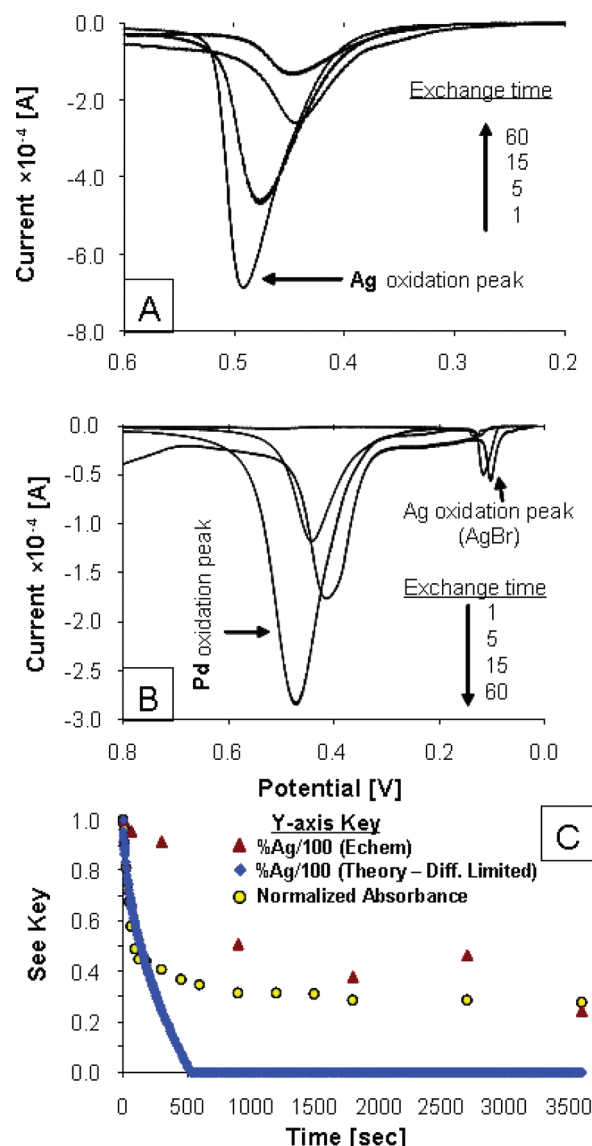 0.0
-2.0
-4.0
-6.0
-8.0
Current ×10⁻⁴ [A]
Exchange time
60
15
5
1
Ag oxidation peak
A
0.6 0.5 0.4 0.3 0.2
0.0
-0.5
-1.0
-1.5
-2.0
-2.5
-3.0
Current ×10⁻⁴ [A]
Pd oxidation peak
Ag oxidation peak
(AgBr)
Exchange time
1
5
15
60
B
0.8 0.6 0.4 0.2 0.0
Potential [V]
C
Y-axis Key
%Ag/100 (Echem)
%Ag/100 (Theory – Diff. Limited)
Normalized Absorbance
1.0
0.8
0.6
0.4
0.2
0.0
See Key
0 500 1000 1500 2000 2500 3000 3500
Time [sec]